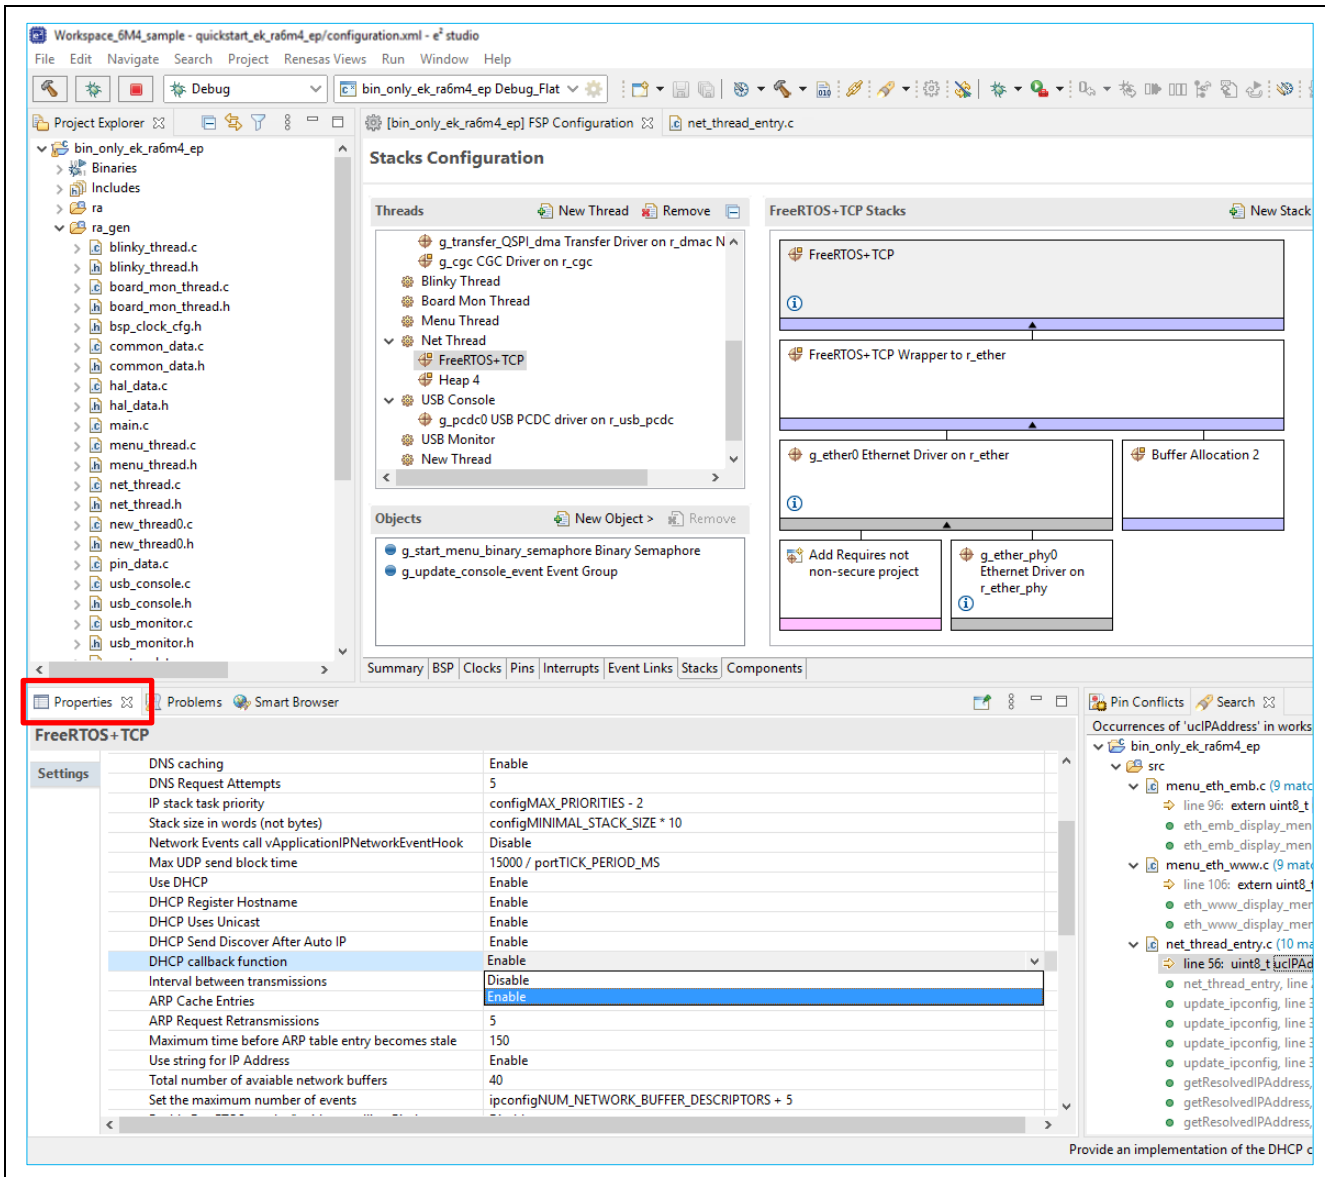 Workspace_6M4_sample - quickstart_ek_ra6m4_ep/configuration.xml - e² studio
File Edit Navigate Search Project Renesas Views Run Window Help
Debug
bin_only_ek_ra6m4_ep Debug_Flat
Project Explorer
bin_only_ek_ra6m4_ep
Binaries
Includes
ra
ra_gen
blinky_thread.c
blinky_thread.h
board_mon_thread.c
board_mon_thread.h
bsp_clock_cfg.h
common_data.c
common_data.h
hal_data.c
hal_data.h
main.c
menu_thread.c
menu_thread.h
net_thread.c
net_thread.h
new_thread0.c
new_thread0.h
pin_data.c
usb_console.c
usb_console.h
usb_monitor.c
usb_monitor.h
[bin_only_ek_ra6m4_ep] FSP Configuration
net_thread_entry.c
Stacks Configuration
Threads
New Thread
Remove
g_transfer_QSPI_dma Transfer Driver on r_dmac N
g_cgc CGC Driver on r_cgc
Blinky Thread
Board Mon Thread
Menu Thread
Net Thread
FreeRTOS+TCP
Heap 4
USB Console
g_pcdc0 USB PCDC driver on r_usb_pcdc
USB Monitor
New Thread
Objects
New Object >
Remove
g_start_menu_binary_semaphore Binary Semaphore
g_update_console_event Event Group
FreeRTOS+TCP Stacks
New Stack
FreeRTOS+TCP
FreeRTOS+TCP Wrapper to r_ether
g_ether0 Ethernet Driver on r_ether
Buffer Allocation 2
Add Requires not
non-secure project
g_ether_phy0
Ethernet Driver on
r_ether_phy
Summary BSP Clocks Pins Interrupts Event Links Stacks Components
Properties
Problems
Smart Browser
FreeRTOS+TCP
Settings
DNS caching Enable
DNS Request Attempts 5
IP stack task priority configMAX_PRIORITIES - 2
Stack size in words (not bytes) configMINIMAL_STACK_SIZE * 10
Network Events call vApplicationIPNetworkEventHook Disable
Max UDP send block time 15000 / portTICK_PERIOD_MS
Use DHCP Enable
DHCP Register Hostname Enable
DHCP Uses Unicast Enable
DHCP Send Discover After Auto IP Enable
DHCP callback function Enable
Interval between transmissions Disable
ARP Cache Entries Enable
ARP Request Retransmissions 5
Maximum time before ARP table entry becomes stale 150
Use string for IP Address Enable
Total number of avaiable network buffers 40
Set the maximum number of events ipconfigNUM_NETWORK_BUFFER_DESCRIPTORS + 5
Pin Conflicts
Search
Occurrences of 'ucIPAddress' in works
bin_only_ek_ra6m4_ep
src
menu_eth_emb.c (9 matc
line 96: extern uint8_t
eth_emb_display_men
eth_emb_display_men
menu_eth_www.c (9 matc
line 106: extern uint8_t
eth_www_display_mer
eth_www_display_mer
net_thread_entry.c (10 ma
line 56: uint8_t ucIPAd
net_thread_entry, line
update_ipconfig, line 3
update_ipconfig, line 3
update_ipconfig, line 3
update_ipconfig, line 3
getResolvedIPAddress,
getResolvedIPAddress,
getResolvedIPAddress,
Provide an implementation of the DHCP c